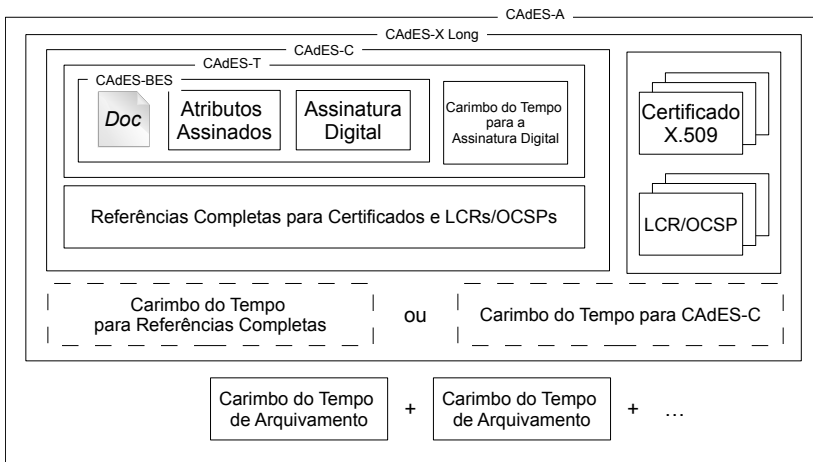 CAdES-A
CAdES-X Long
CAdES-C
CAdES-T
CAdES-BES
Doc
Atributos
Assinados
Assinatura
Digital
Carimbo do Tempo
para a
Assinatura Digital
Certificado
X.509
Referências Completas para Certificados e LCRs/OCSPs
LCR/OCSP
Carimbo do Tempo
para Referências Completas
ou
Carimbo do Tempo para CAdES-C
Carimbo do Tempo
de Arquivamento
+
Carimbo do Tempo
de Arquivamento
+ ...